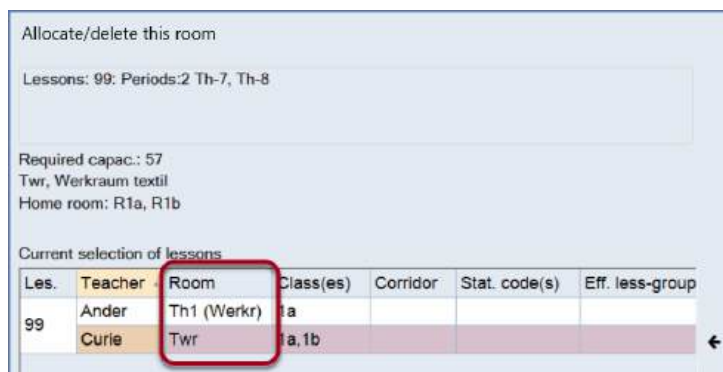 Allocate/delete this room
Lessons: 99: Periods:2 Th-7, Th-8
Required capac.: 57
Twr, Werkraum textil
Home room: R1a, R1b
Current selection of lessons
Les. Teacher Room Class(es) Corridor Stat. code(s) Eff. less-group
99 Ander Th1 (Werkr) 1a
Curie Twr 1a,1b